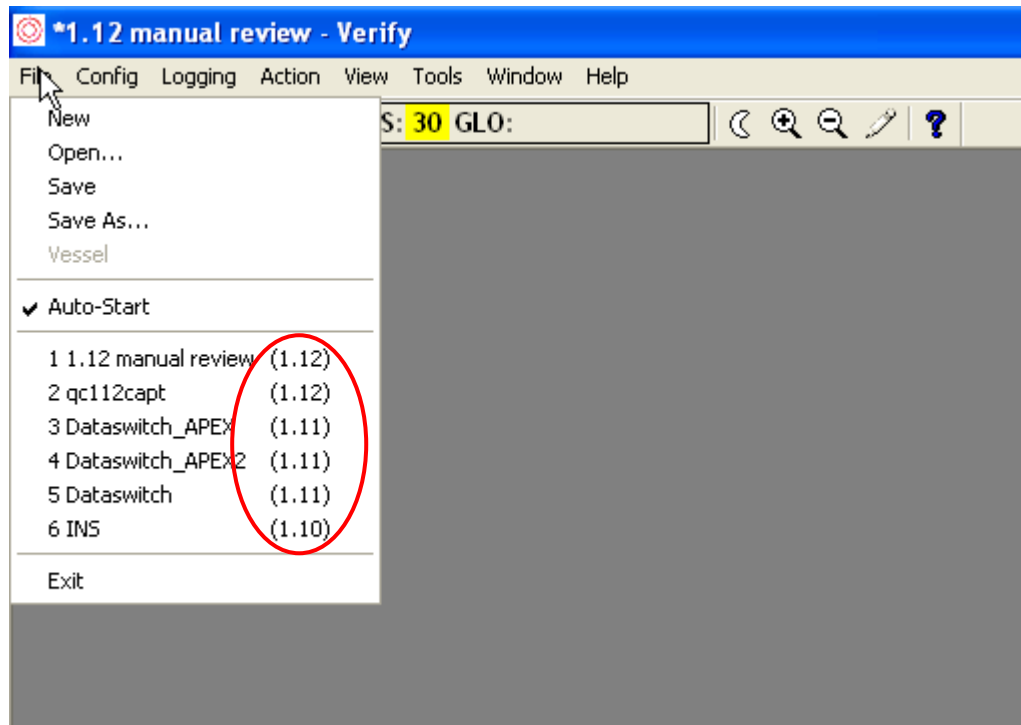 *1.12 manual review - Verify
File Config Logging Action View Tools Window Help
S: 30 GLO:
New
Open...
Save
Save As...
Vessel
Auto-Start
1 1.12 manual review (1.12)
2 qc112capt (1.12)
3 Dataswitch_APEX (1.11)
4 Dataswitch_APEX2 (1.11)
5 Dataswitch (1.11)
6 INS (1.10)
Exit